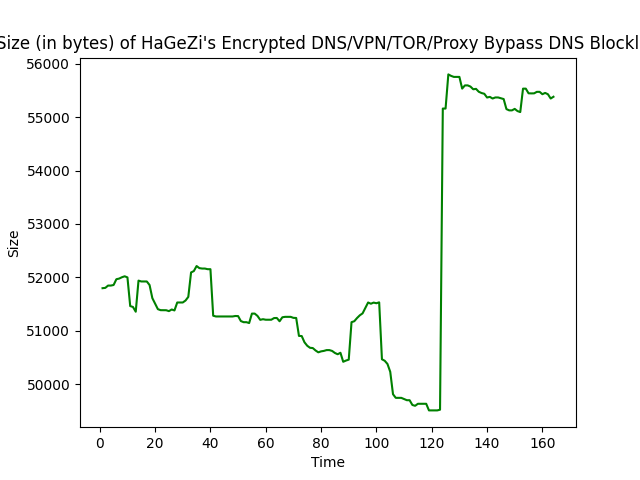 Size (in bytes) of HaGeZi's Encrypted DNS/VPN/TOR/Proxy Bypass DNS Blockl
56000
55000
54000
53000
52000
51000
50000
Size
0 20 40 60 80 100 120 140 160
Time